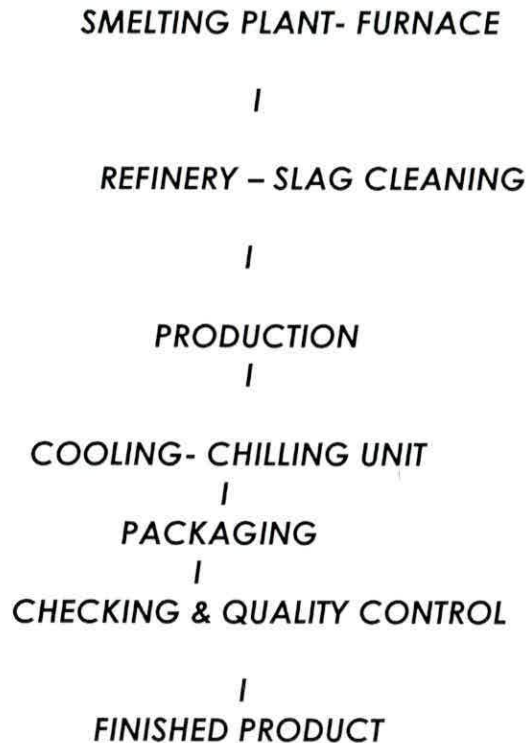 SMELTING PLANT- FURNACE
I
REFINERY – SLAG CLEANING
I
PRODUCTION
I
COOLING- CHILLING UNIT
I
PACKAGING
I
CHECKING & QUALITY CONTROL
I
FINISHED PRODUCT